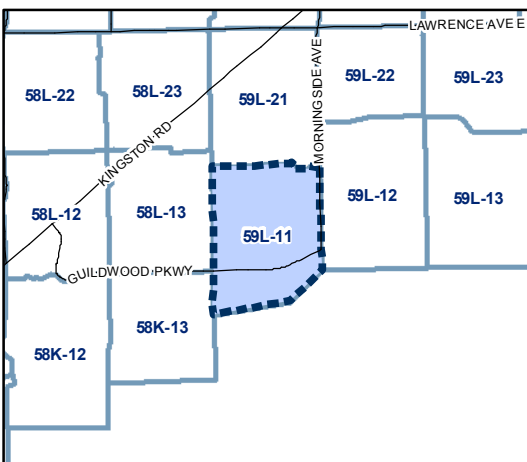 LAWRENCE AVE E
58L-22
58L-23
59L-21
MORNINGSIDE AVE
59L-22
59L-23
KINGSTON RD
58L-12
58L-13
59L-11
59L-12
59L-13
GUILDWOOD PKWY
58K-12
58K-13